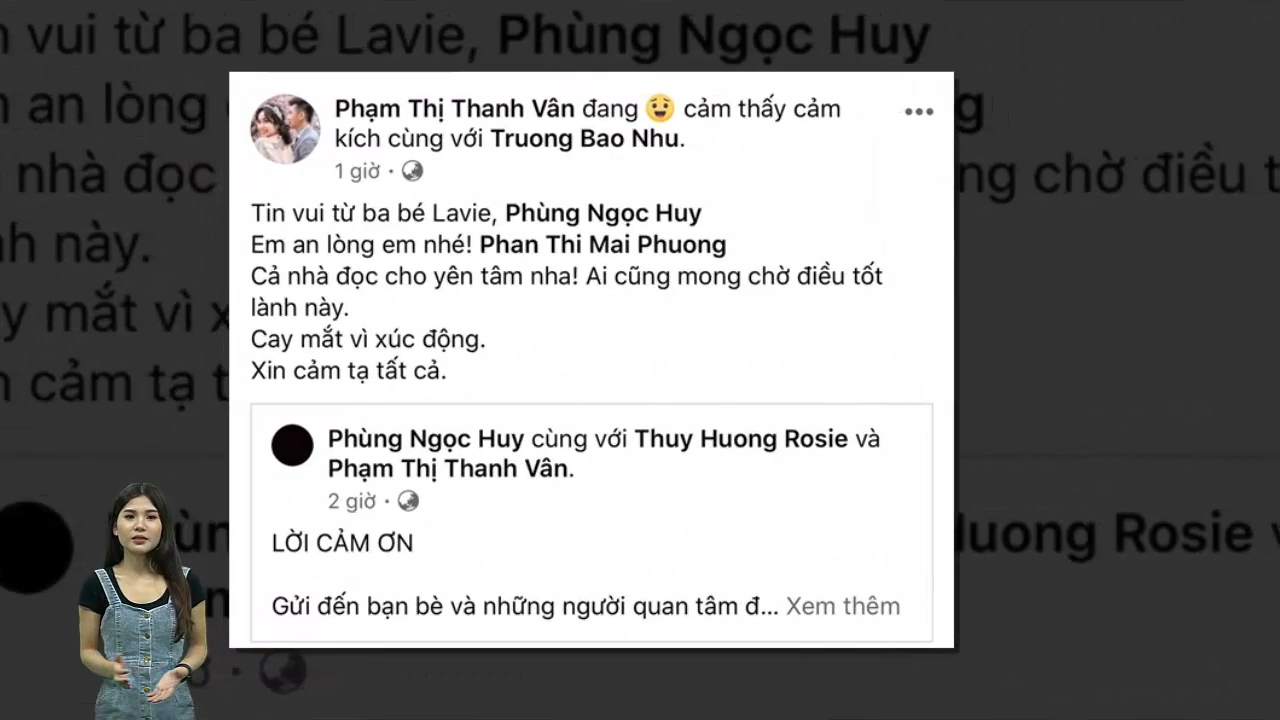 n vui từ ba bé Lavie, Phùng Ngọc Huy
an lòng
nhà đọc
ng chờ điều t
nh này.
y mắt vì x
cảm tạ t
uong Rosie v
Phạm Thị Thanh Vân đang 😉 cảm thấy cảm
kích cùng với Truong Bao Nhu.
1 giờ ·
Tin vui từ ba bé Lavie, Phùng Ngọc Huy
Em an lòng em nhé! Phan Thi Mai Phuong
Cả nhà đọc cho yên tâm nha! Ai cũng mong chờ điều tốt
lành này.
Cay mắt vì xúc động.
Xin cảm tạ tất cả.
Phùng Ngọc Huy cùng với Thuy Huong Rosie và
Phạm Thị Thanh Vân.
2 giờ ·
LỜI CẢM ƠN
Gửi đến bạn bè và những người quan tâm đ... Xem thêm